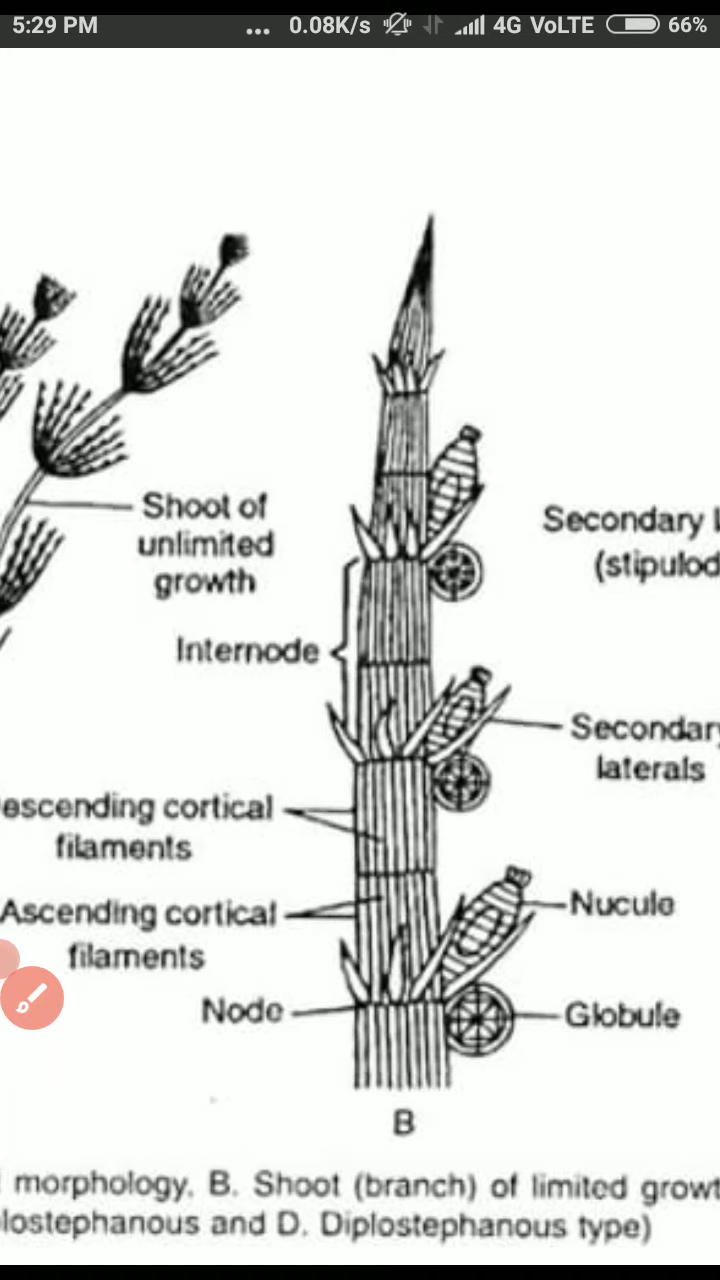 5:29 PM
... 0.08K/s 4G VoLTE 66%
Shoot of
unlimited
growth
Secondary l
(stipulod
Internode
Secondary
laterals
escending cortical
filaments
Ascending cortical
filaments
Nucule
Node
Globule
B
l morphology. B. Shoot (branch) of limited growt
lostephanous and D. Diplostephanous type)